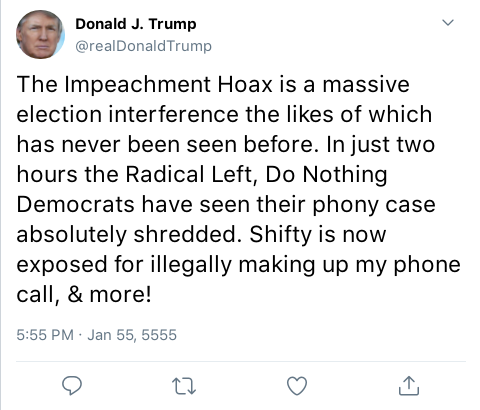 Donald J. Trump
@realDonaldTrump
The Impeachment Hoax is a massive
election interference the likes of which
has never been seen before. In just two
hours the Radical Left, Do Nothing
Democrats have seen their phony case
absolutely shredded. Shifty is now
exposed for illegally making up my phone
call, & more!
5:55 PM · Jan 55, 5555